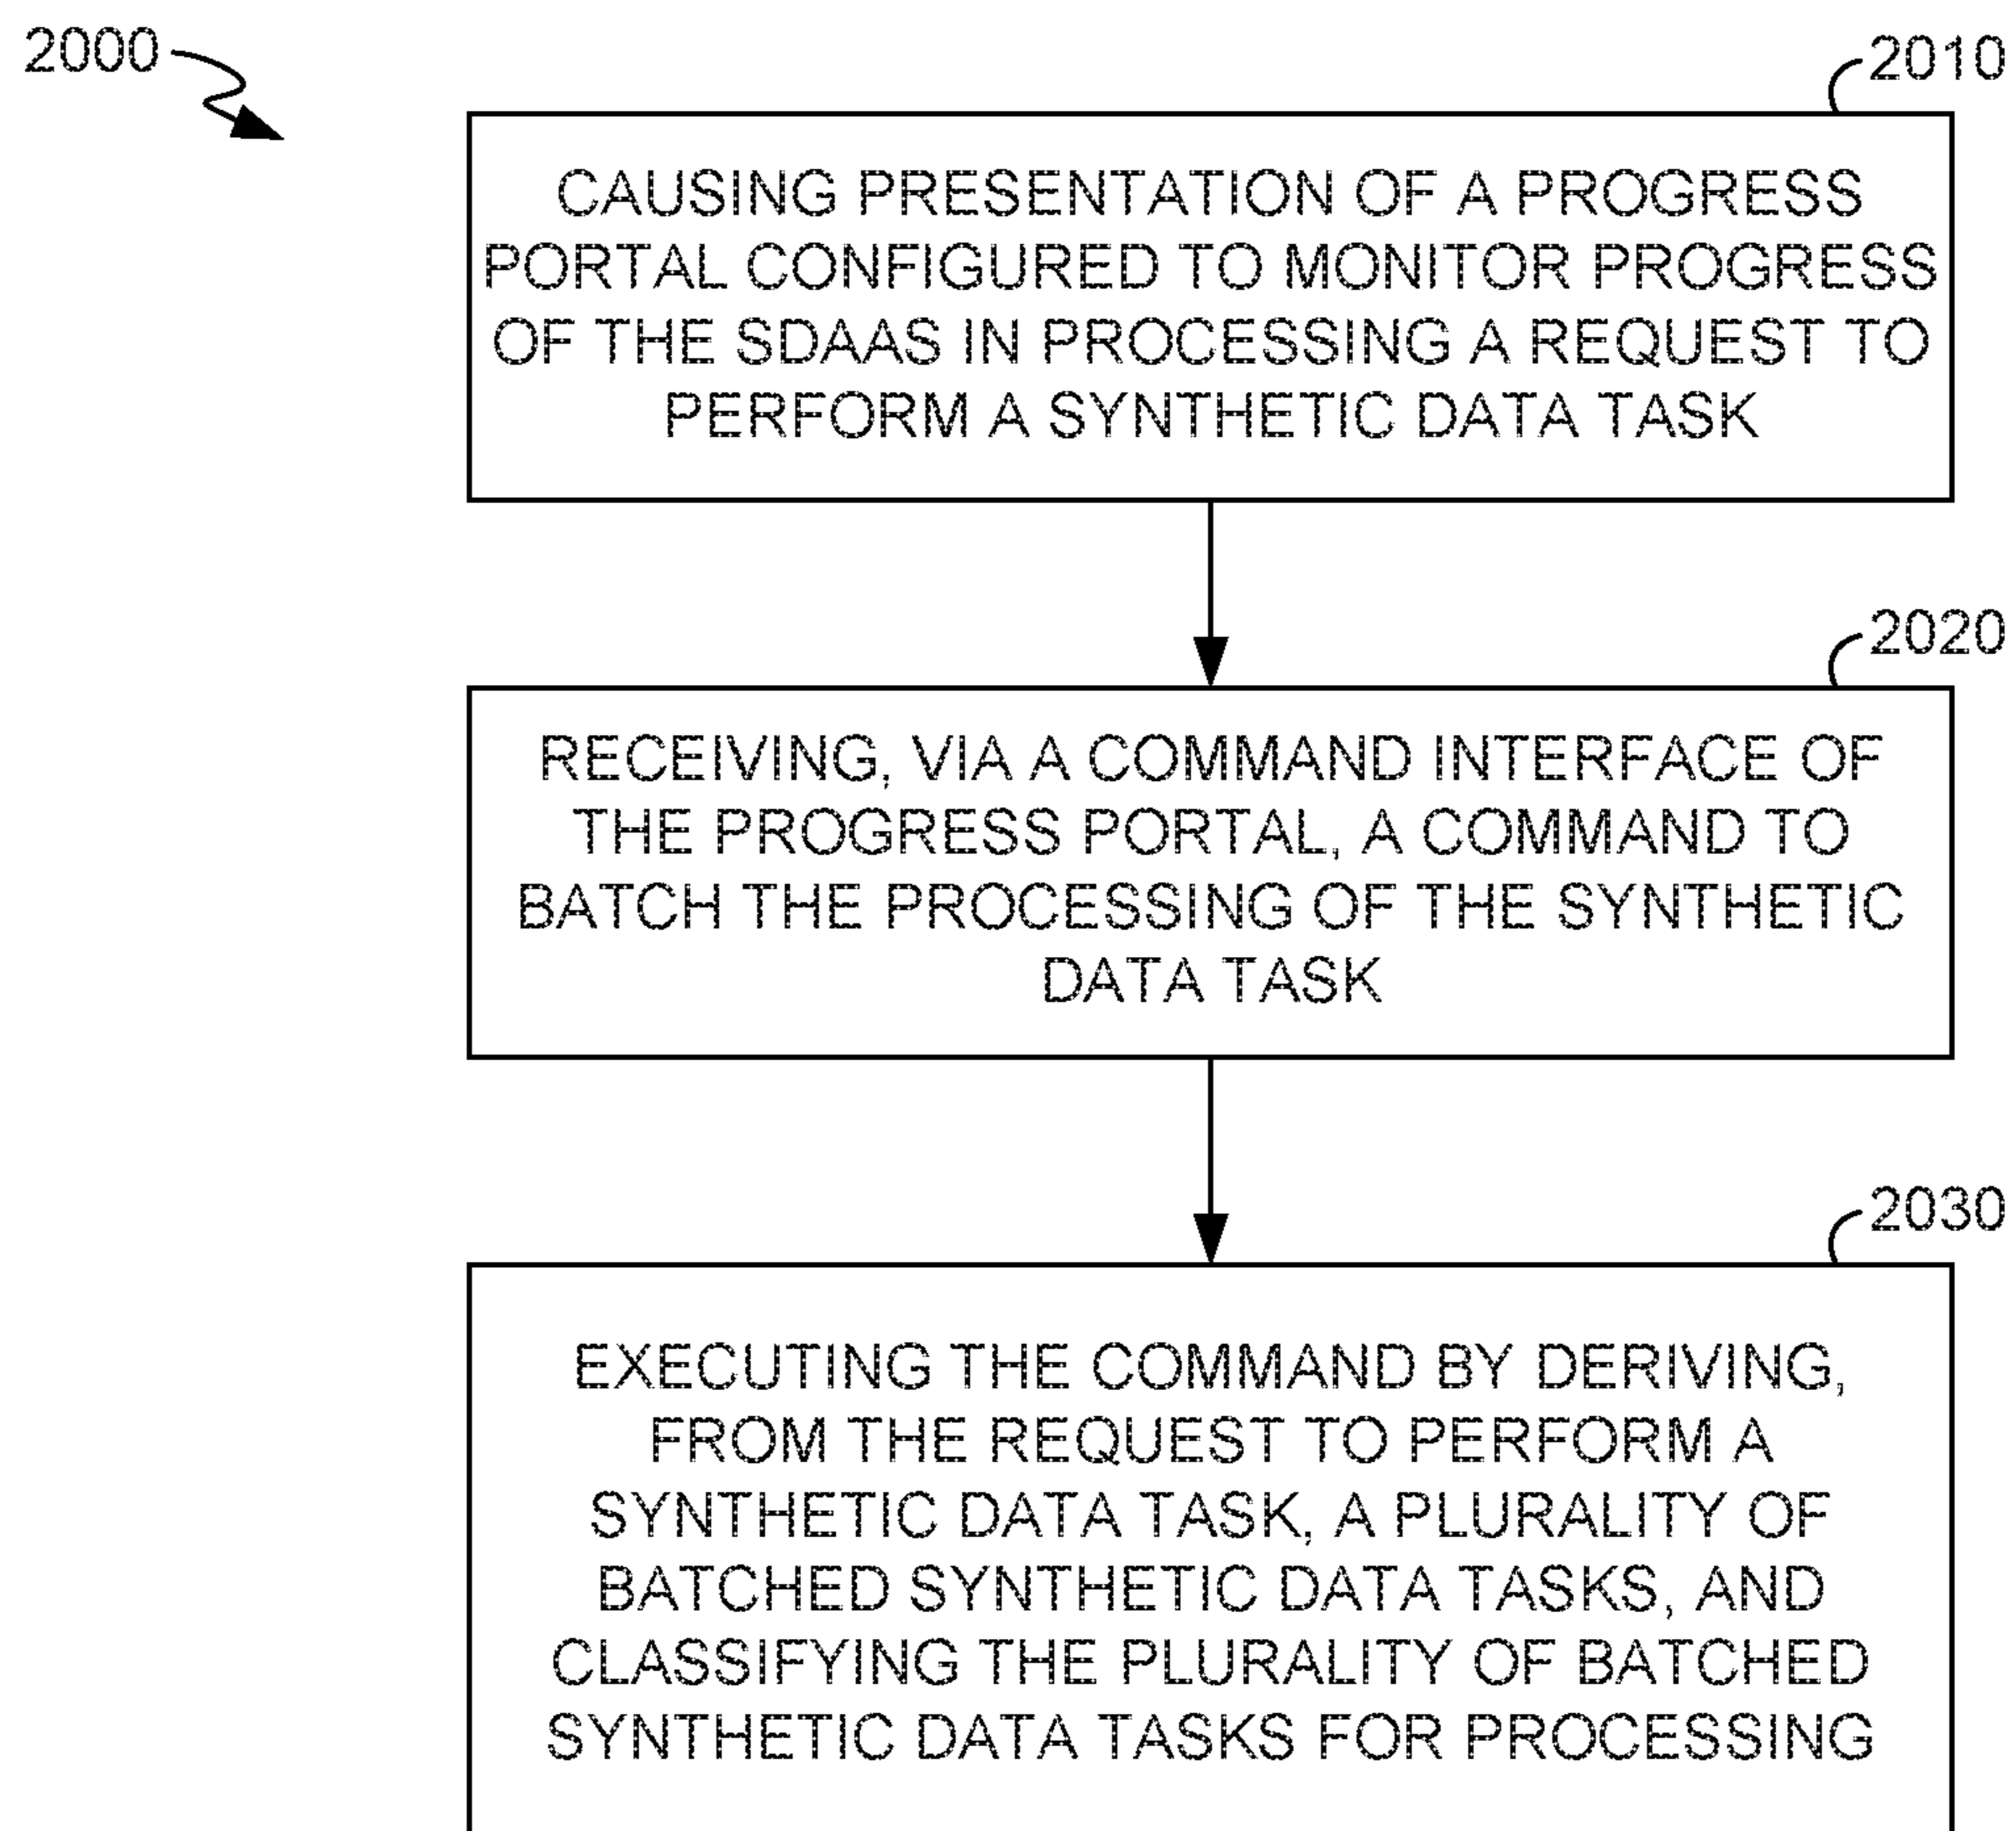 2000
2010
CAUSING PRESENTATION OF A PROGRESS
PORTAL CONFIGURED TO MONITOR PROGRESS
OF THE SDAAS IN PROCESSING A REQUEST TO
PERFORM A SYNTHETIC DATA TASK
2020
RECEIVING, VIA A COMMAND INTERFACE OF
THE PROGRESS PORTAL, A COMMAND TO
BATCH THE PROCESSING OF THE SYNTHETIC
DATA TASK
2030
EXECUTING THE COMMAND BY DERIVING,
FROM THE REQUEST TO PERFORM A
SYNTHETIC DATA TASK, A PLURALITY OF
BATCHED SYNTHETIC DATA TASKS, AND
CLASSIFYING THE PLURALITY OF BATCHED
SYNTHETIC DATA TASKS FOR PROCESSING